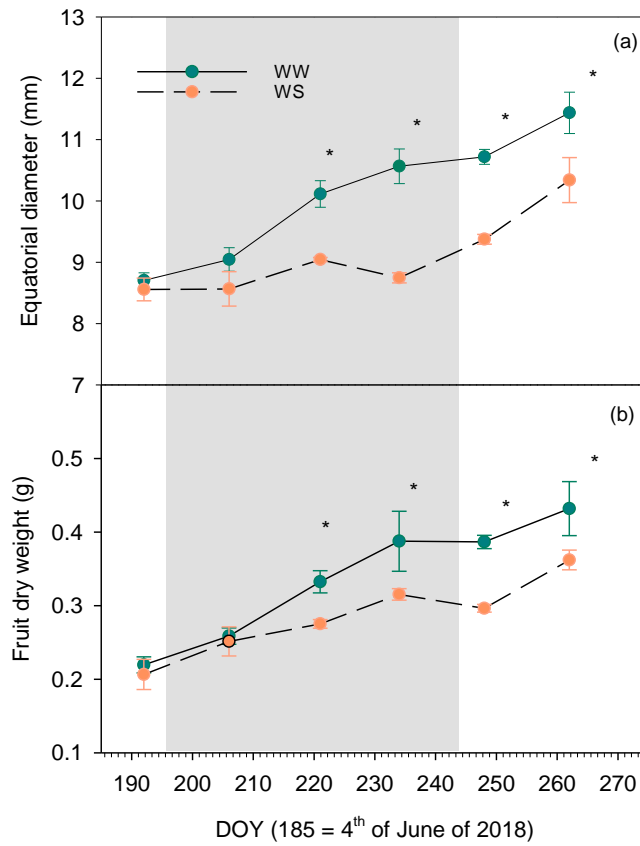 13
(a)
WW
12
WS
*
*
*
*
11
10
9
8
7
Equatorial diameter (mm)
(b)
0.5
*
*
*
*
0.4
0.3
0.2
0.1
Fruit dry weight (g)
190 200 210 220 230 240 250 260 270
DOY (185 = 4th of June of 2018)